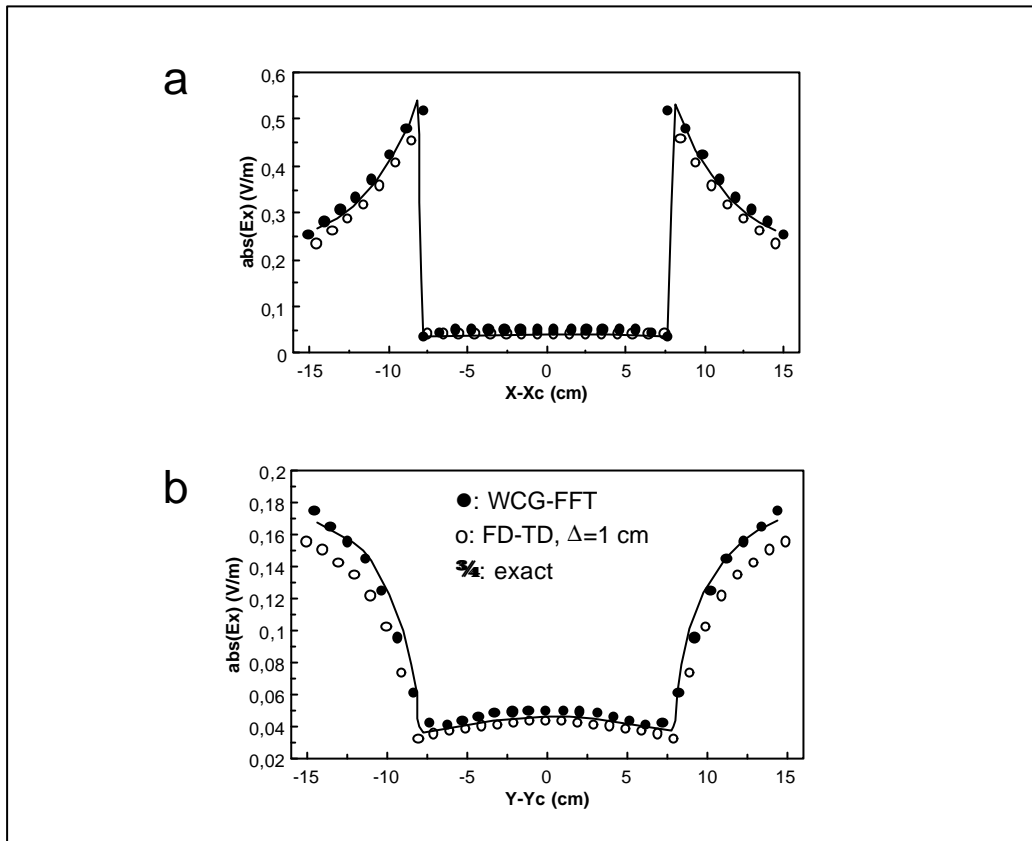 a
0,6
0,5
0,4
0,3
0,2
0,1
0
abs(Ex) (V/m)
-15 -10 -5 0 5 10 15
X-Xc (cm)
b
0,2
0,18
0,16
0,14
0,12
0,1
0,08
0,06
0,04
0,02
abs(Ex) (V/m)
●: WCG-FFT
o: FD-TD, Δ=1 cm
¾: exact
-15 -10 -5 0 5 10 15
Y-Yc (cm)